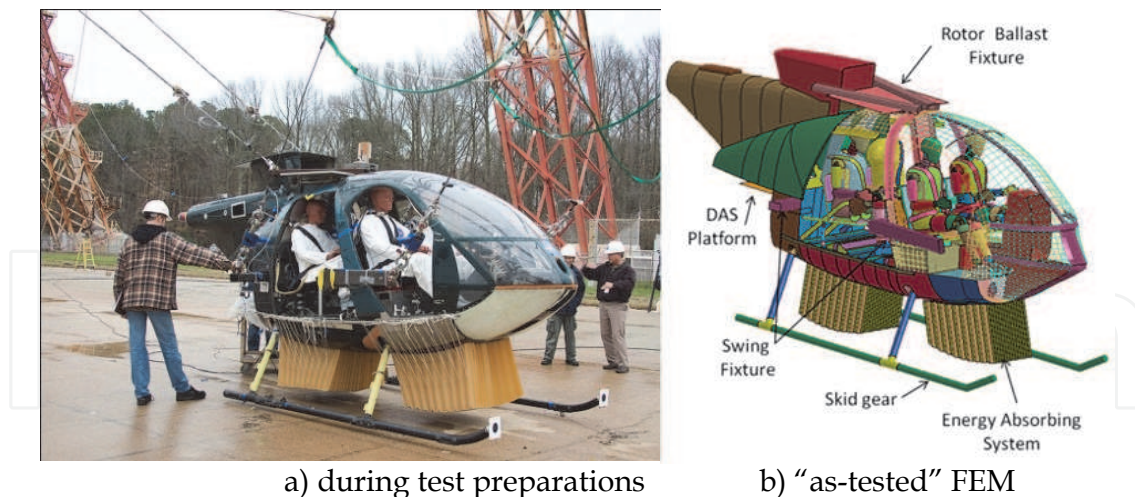 Rotor Ballast
Fixture
DAS
Platform
Swing
Fixture
Skid gear
Energy Absorbing
System
a) during test preparations
b) “as-tested” FEM